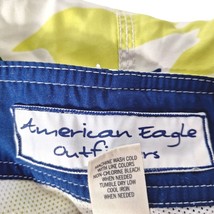 American Eagle
Outfitters
MACHINE WASH COLD
WITH LIKE COLORS
NON-CHLORINE BLEACH
WHEN NEEDED
TUMBLE DRY LOW
COOL IRON
WHEN NEEDED